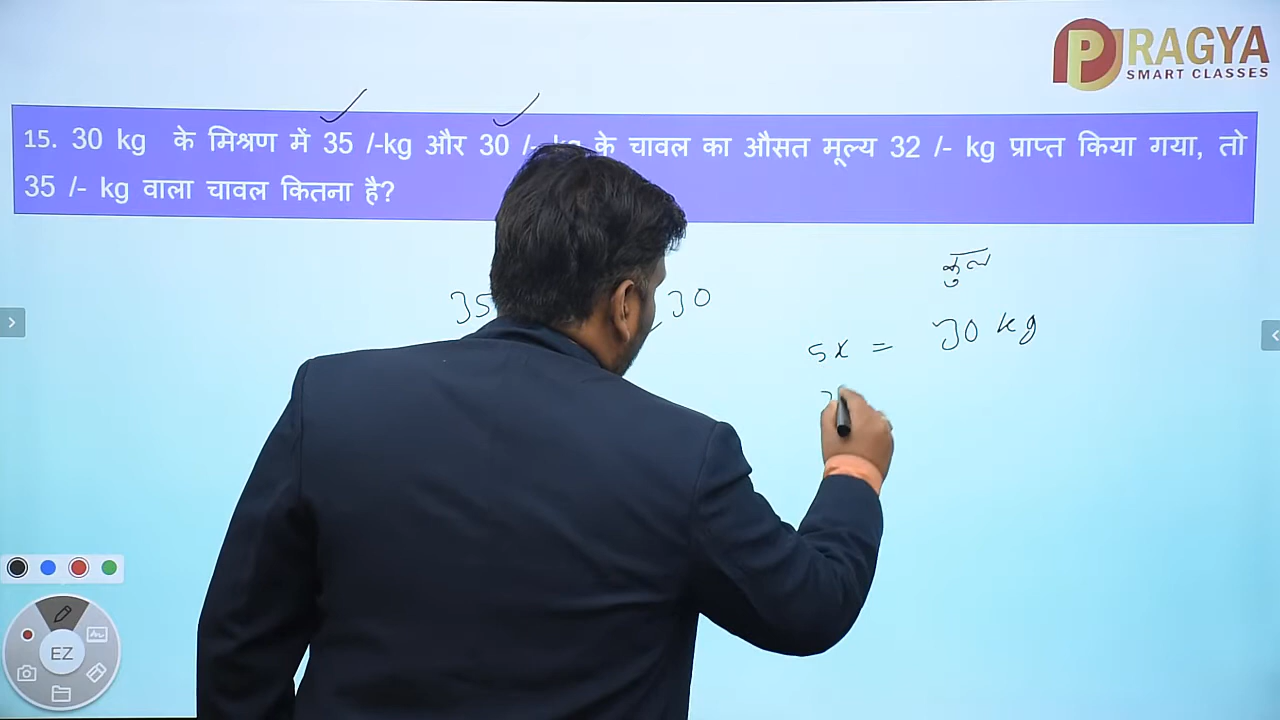 PRAGYA
SMART CLASSES
15. 30 kg के मिश्रण में 35 /-kg और 30 /-kg के चावल का औसत मूल्य 32 /- kg प्राप्त किया गया, तो
35 /- kg वाला चावल कितना है?
कुल
35 30
5x = 30 kg
EZ